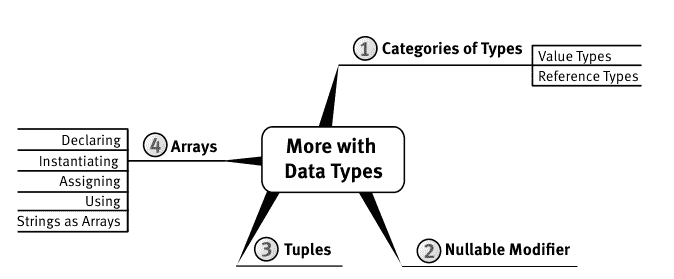 1 Categories of Types
Value Types
Reference Types
More with
Data Types
4 Arrays
Declaring
Instantiating
Assigning
Using
Strings as Arrays
3 Tuples
2 Nullable Modifier